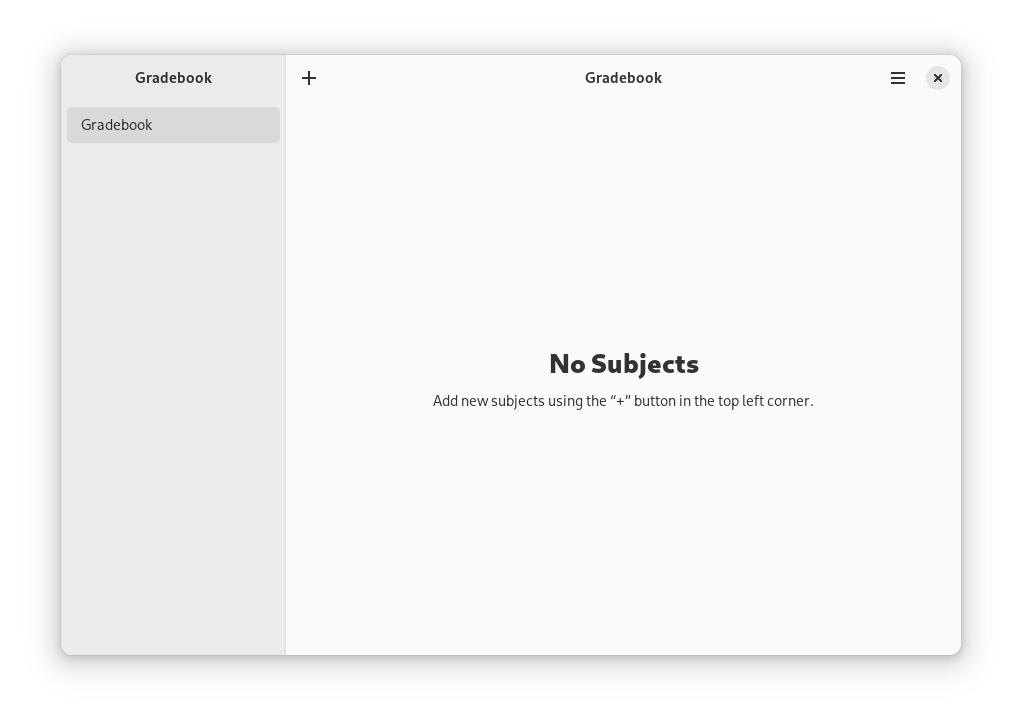 Gradebook
Gradebook
Gradebook
No Subjects
Add new subjects using the “+” button in the top left corner.